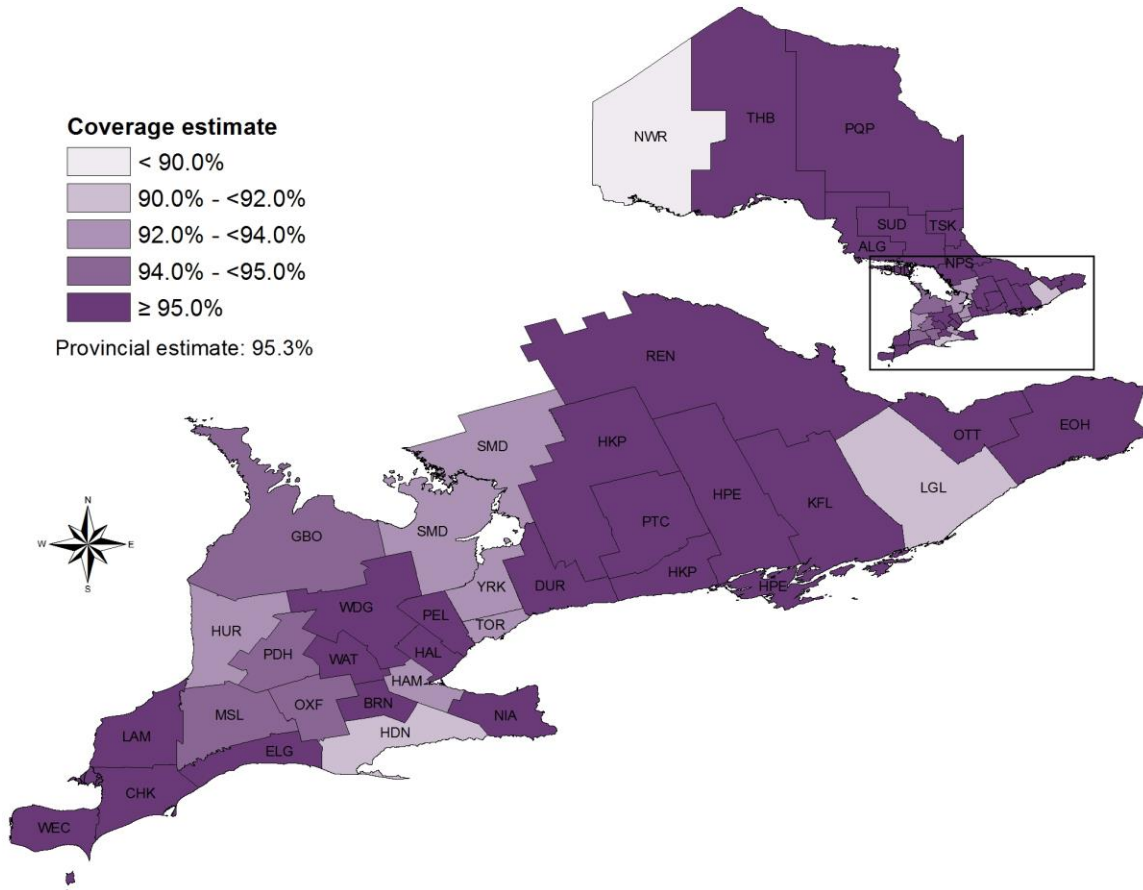 Coverage estimate
< 90.0%
90.0% - <92.0%
92.0% - <94.0%
94.0% - <95.0%
≥ 95.0%
Provincial estimate: 95.3%
NWR
THB
PQP
SUD
TSK
ALG
NPS
SUD
N
W
E
S
REN
SMD
HKP
OTT
EOH
LGL
HPE
KFL
PTC
SMD
GBO
HKP
HPE
YRK
DUR
WDG
PEL
TOR
HUR
PDH
WAT
HAL
HAM
BRN
OXF
MSL
NIA
HDN
LAM
ELG
CHK
WEC